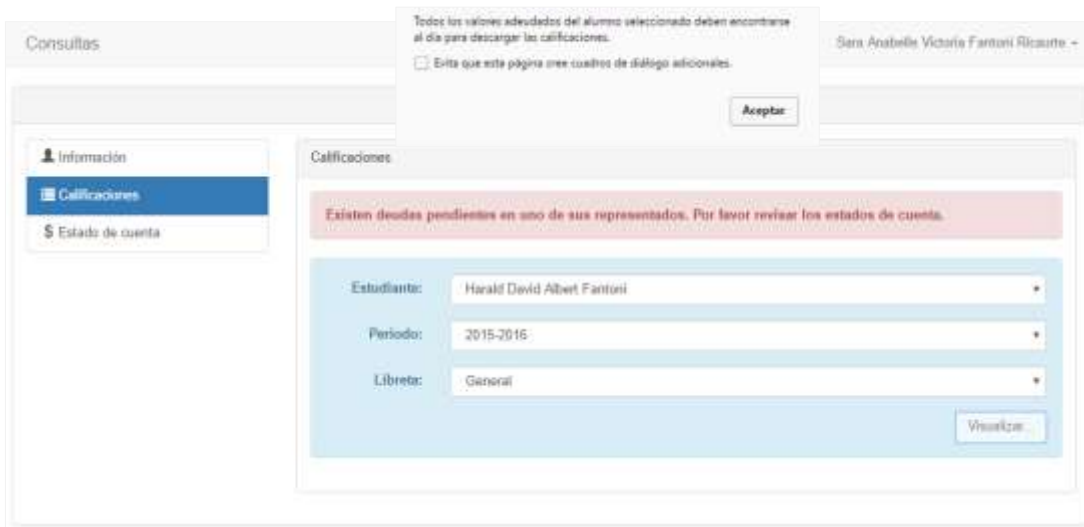 Todos los valores adeudados del alumno seleccionado deben encontrarse
al día para descargar las calificaciones.
Evita que esta página cree cuadros de diálogo adicionales.
Aceptar
Consultas
Sara Anabelle Victoria Fantoni Ricaurte
Información
Calificaciones
$ Estado de cuenta
Calificaciones
Existen deudas pendientes en uno de sus representados. Por favor revisar los estados de cuenta.
Estudiante: Harald David Albert Fantoni
Periodo: 2015-2016
Libreta: General
Visualizar...